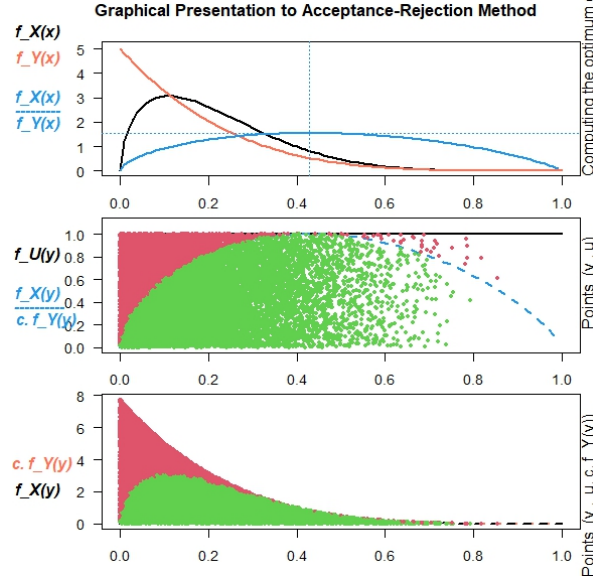 Graphical Presentation to Acceptance-Rejection Method
f_X(x)
f_Y(x)
f_X(x)
----------
f_Y(x)
5
4
3
2
1
0
0.0 0.2 0.4 0.6 0.8 1.0
Computing the optimum
f_U(y)
f_X(y)
----------
c. f_Y(y)
1.0
0.8
0.6
0.4
0.2
0.0
0.0 0.2 0.4 0.6 0.8 1.0
Points (y , u)
c. f_Y(y)
f_X(y)
8
6
4
2
0
0.0 0.2 0.4 0.6 0.8 1.0
Points (y , u.c.f_Y(y))